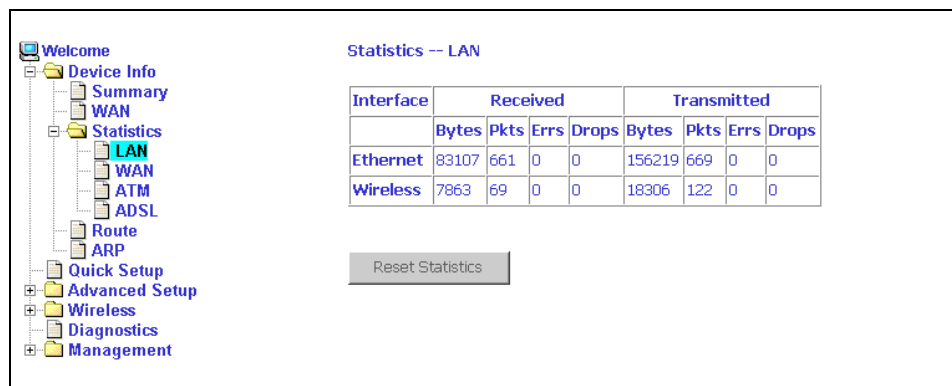 Welcome
Device Info
Summary
WAN
Statistics
LAN
WAN
ATM
ADSL
Route
ARP
Quick Setup
Advanced Setup
Wireless
Diagnostics
Management
Statistics -- LAN
Interface Received Transmitted
Bytes Pkts Errs Drops Bytes Pkts Errs Drops
Ethernet 83107 661 0 0 156219 669 0 0
Wireless 7863 69 0 0 18306 122 0 0
Reset Statistics